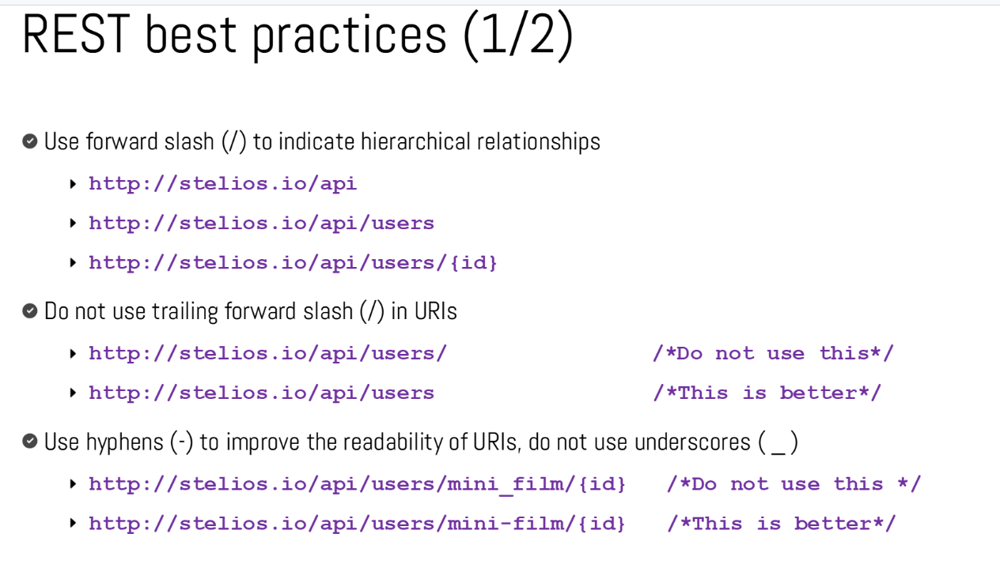 REST best practices (1/2)
Use forward slash (/) to indicate hierarchical relationships
http://stelios.io/api
http://stelios.io/api/users
http://stelios.io/api/users/{id}
Do not use trailing forward slash (/) in URIs
http://stelios.io/api/users/ /*Do not use this*/
http://stelios.io/api/users /*This is better*/
Use hyphens (-) to improve the readability of URIs, do not use underscores ( _ )
http://stelios.io/api/users/mini_film/{id} /*Do not use this */
http://stelios.io/api/users/mini-film/{id} /*This is better*/